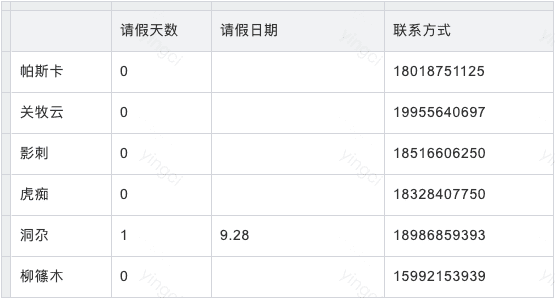 请假天数 请假日期 联系方式
帕斯卡 0 18018751125
关牧云 0 19955640697
影刺 0 18516606250
虎痴 0 18328407750
洞尕 1 9.28 18986859393
柳篠木 0 15992153939
yingci
yingci
yingci
yingci
yingci
yingci